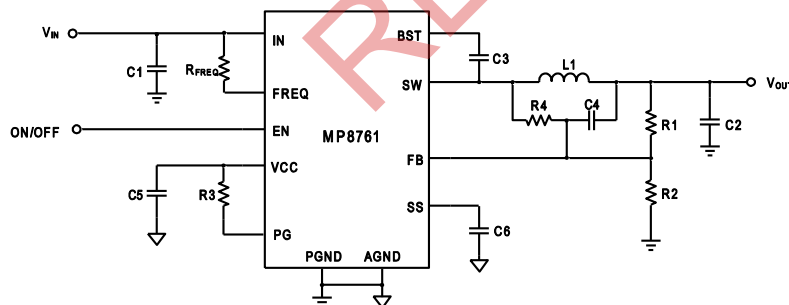 VIN
IN
BST
C3
C1
RFREQ
SW
L1
VOUT
FREQ
R4
C4
R1
C2
ON/OFF
EN
MP8761
VCC
FB
C5
R3
R2
SS
C6
PG
PGND
AGND